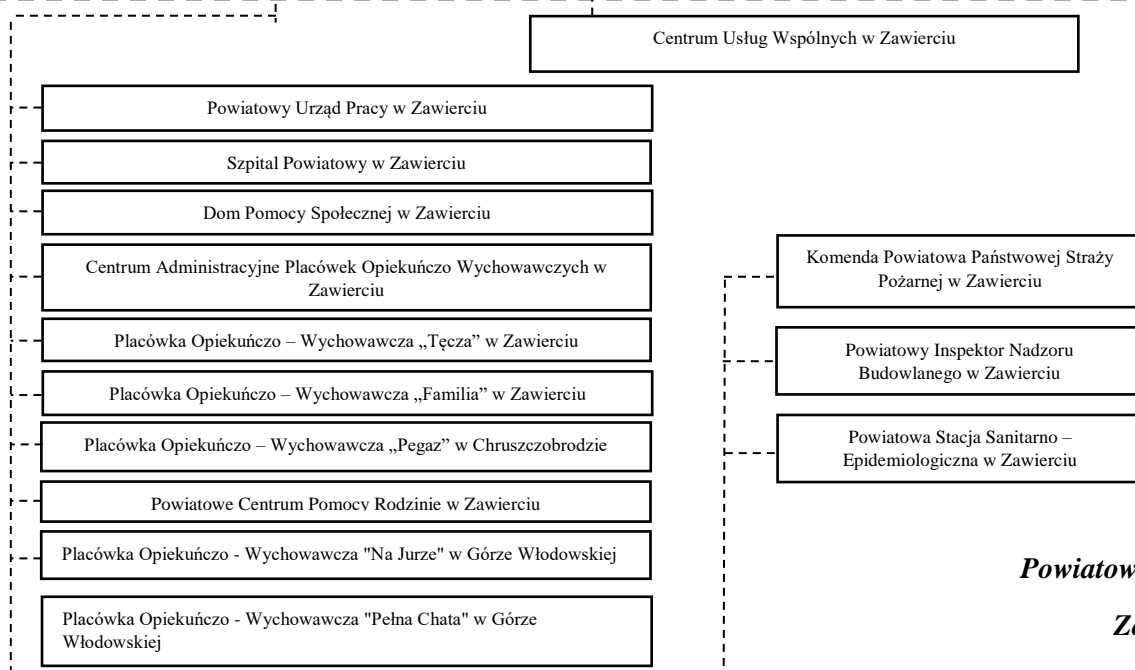 Centrum Usług Wspólnych w Zawierciu
Powiatowy Urząd Pracy w Zawierciu
Szpital Powiatowy w Zawierciu
Dom Pomocy Społecznej w Zawierciu
Centrum Administracyjne Placówek Opiekuńczo Wychowawczych w
Zawierciu
Placówka Opiekuńczo – Wychowawcza „Tęcza” w Zawierciu
Placówka Opiekuńczo – Wychowawcza „Familia” w Zawierciu
Placówka Opiekuńczo – Wychowawcza „Pegaz” w Chruszczobrodzie
Powiatowe Centrum Pomocy Rodzinie w Zawierciu
Placówka Opiekuńczo - Wychowawcza "Na Jurze" w Górze Włodowskiej
Placówka Opiekuńczo - Wychowawcza "Pełna Chata" w Górze
Włodowskiej
Komenda Powiatowa Państwowej Straży
Pożarnej w Zawierciu
Powiatowy Inspektor Nadzoru
Budowlanego w Zawierciu
Powiatowa Stacja Sanitarno –
Epidemiologiczna w Zawierciu
Powiatow